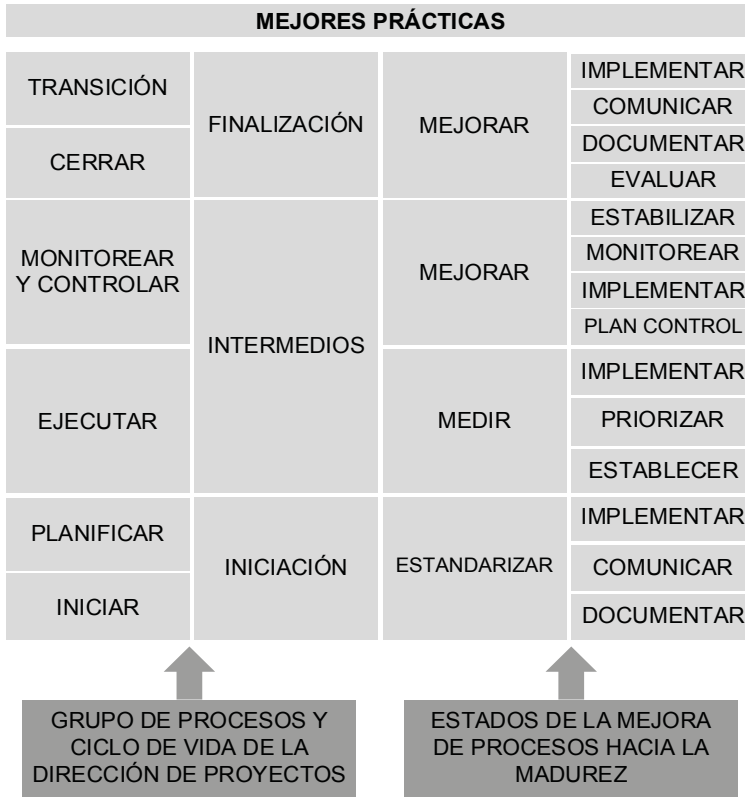 MEJORES PRÁCTICAS
TRANSICIÓN
CERRAR
MONITOREAR
Y CONTROLAR
EJECUTAR
PLANIFICAR
INICIAR
FINALIZACIÓN
INTERMEDIOS
INICIACIÓN
MEJORAR
MEJORAR
MEDIR
ESTANDARIZAR
IMPLEMENTAR
COMUNICAR
DOCUMENTAR
EVALUAR
ESTABILIZAR
MONITOREAR
IMPLEMENTAR
PLAN CONTROL
IMPLEMENTAR
PRIORIZAR
ESTABLECER
IMPLEMENTAR
COMUNICAR
DOCUMENTAR
GRUPO DE PROCESOS Y
CICLO DE VIDA DE LA
DIRECCIÓN DE PROYECTOS
ESTADOS DE LA MEJORA
DE PROCESOS HACIA LA
MADUREZ